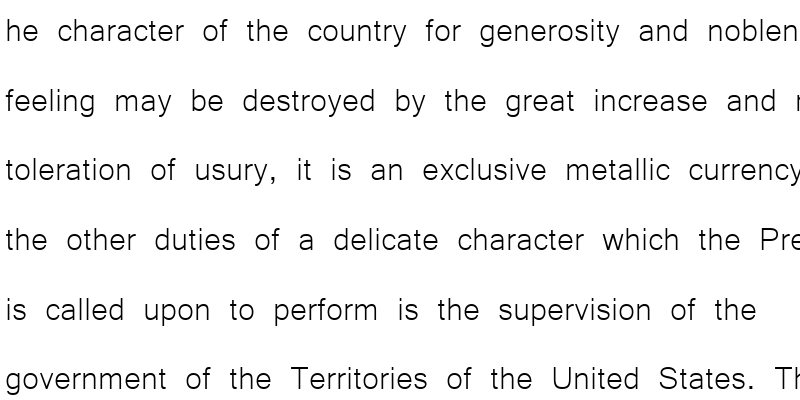 he character of the country for generosity and noblen
feeling may be destroyed by the great increase and
toleration of usury, it is an exclusive metallic currency
the other duties of a delicate character which the Pre
is called upon to perform is the supervision of the
government of the Territories of the United States. Th